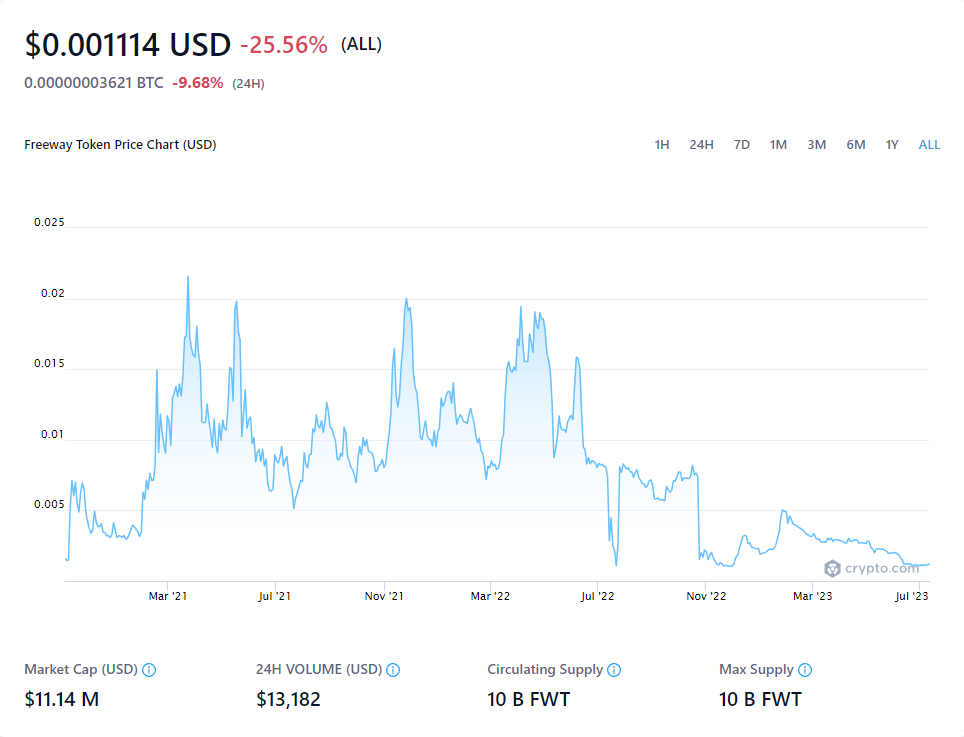 $0.001114 USD -25.56% (ALL)
0.00000003621 BTC -9.68% (24H)
Freeway Token Price Chart (USD) 1H 24H 7D 1M 3M 6M 1Y ALL
0.025
0.02
0.015
0.01
0.005
crypto.com
Mar '21 Jul '21 Nov '21 Mar '22 Jul '22 Nov '22 Mar '23 Jul '23
Market Cap (USD) 24H VOLUME (USD) Circulating Supply Max Supply
$11.14 M $13,182 10 B FWT 10 B FWT